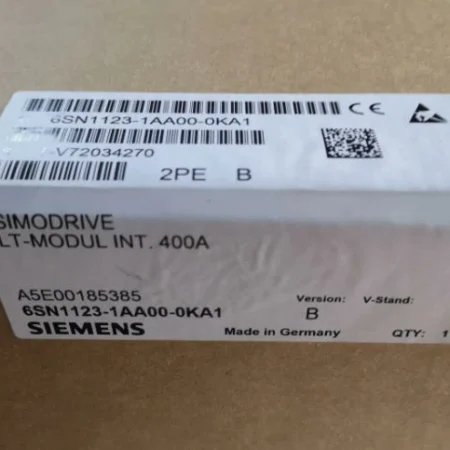 6SN1123-1AA00-0KA1
-V72034270
2PE B
SIMODRIVE
LT-MODUL INT. 400A
A5E00185385
6SN1123-1AA00-0KA1
SIEMENS
Version: V-Stand:
B
Made in Germany
QTY: 1